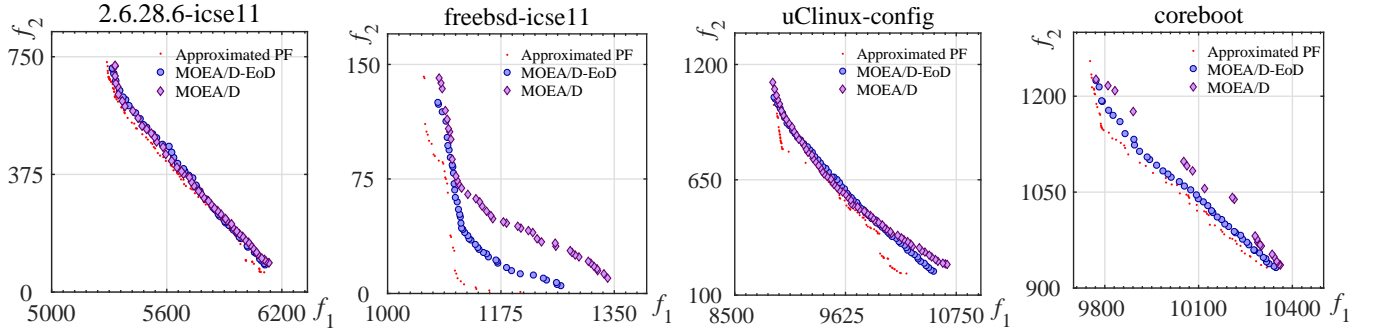 2.6.28.6-icse11
f2
750
375
0
5000
5600
6200
f1
Approximated PF
MOEA/D-EoD
MOEA/D
freebsd-icse11
f2
150
75
0
1000
1175
1350
f1
Approximated PF
MOEA/D-EoD
MOEA/D
uClinux-config
f2
1200
650
100
8500
9625
10750
f1
Approximated PF
MOEA/D-EoD
MOEA/D
coreboot
f2
1200
1050
900
9800
10100
10400
f1
Approximated PF
MOEA/D-EoD
MOEA/D